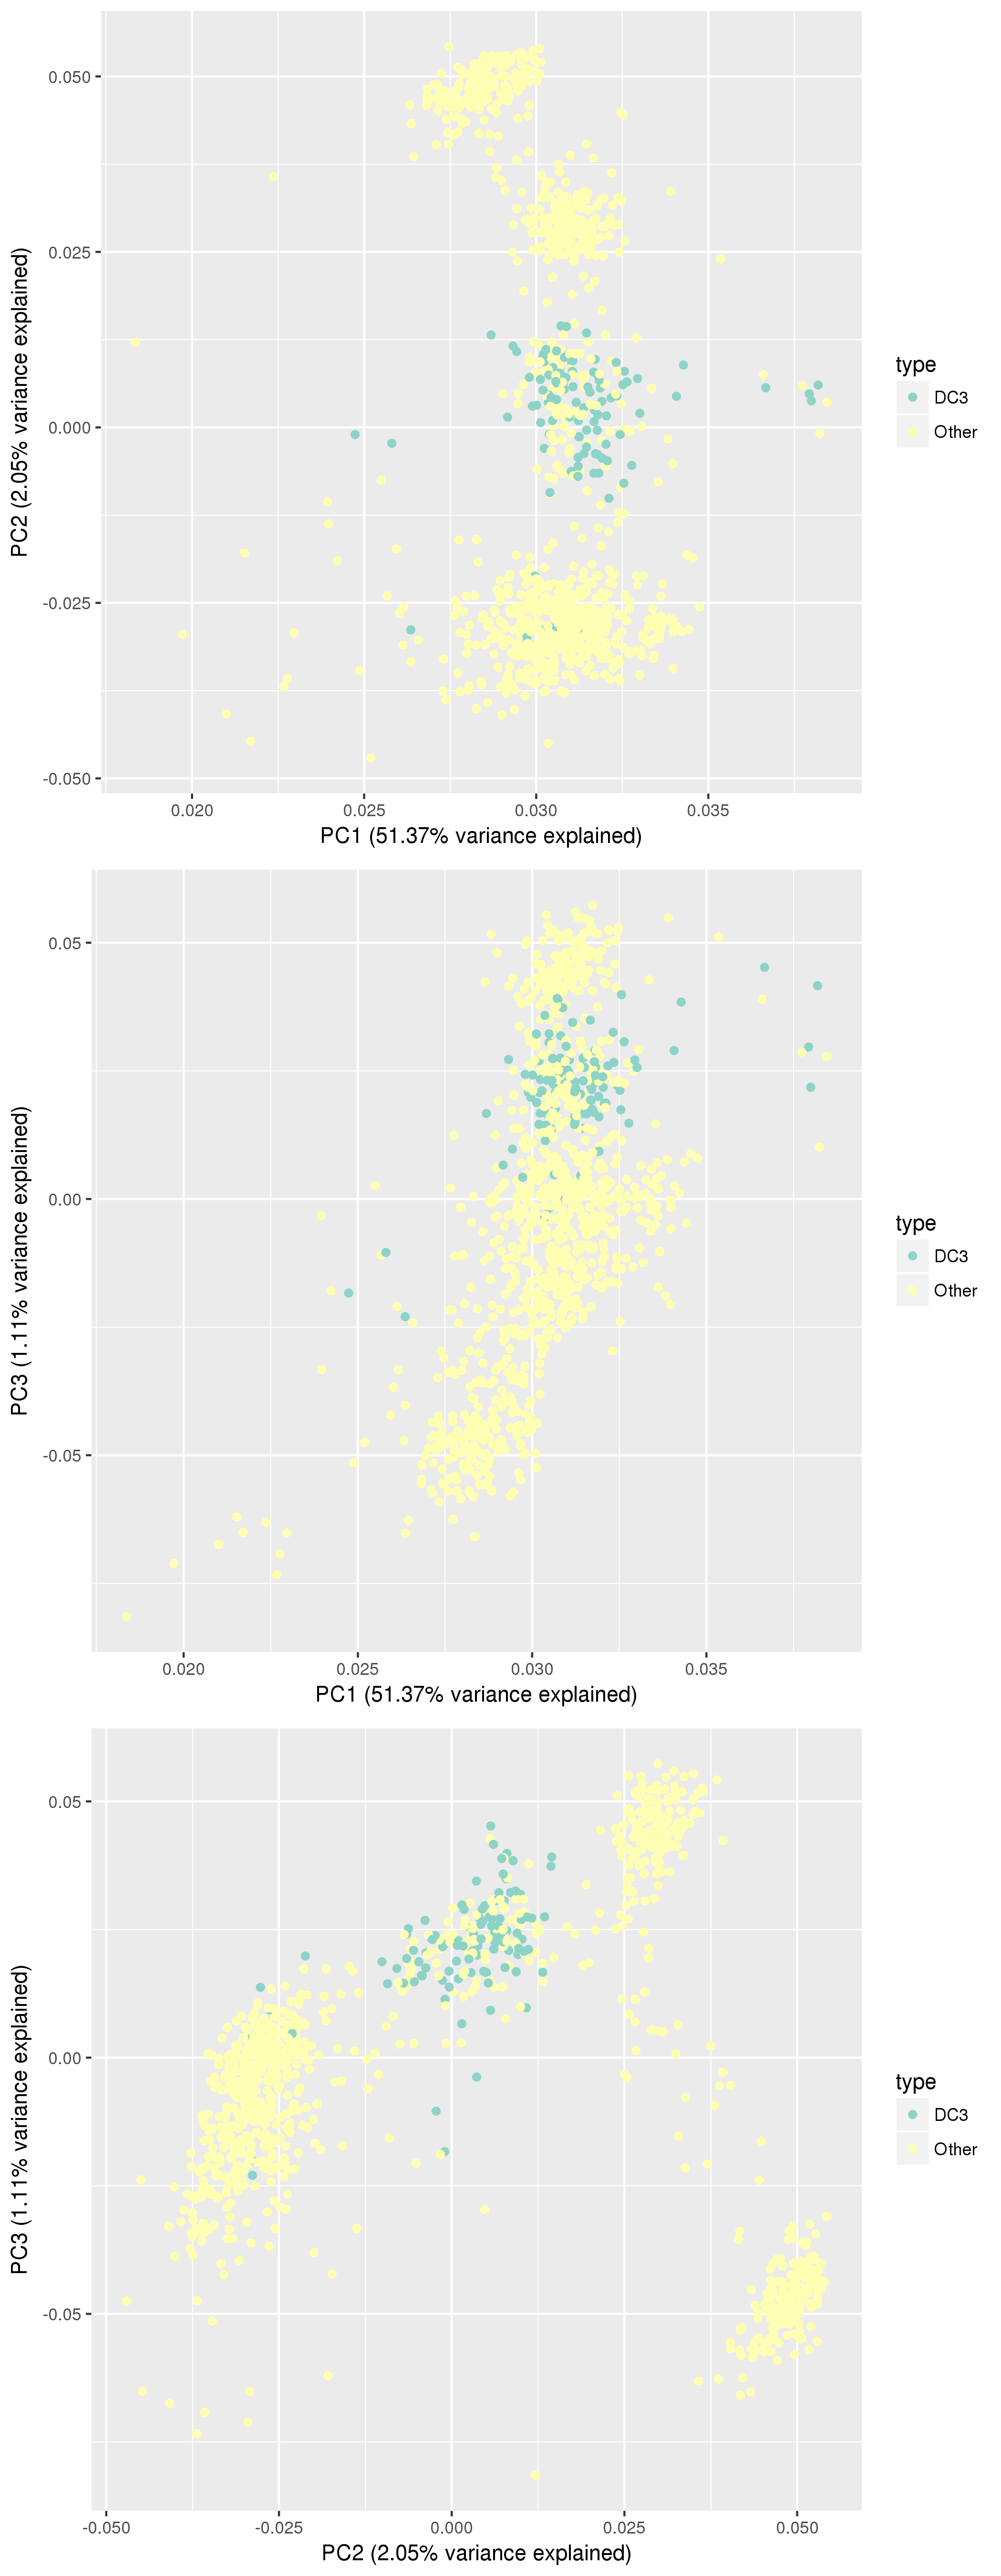 0.050
0.025
0.000
-0.025
-0.050
PC2 (2.05% variance explained)
0.020 0.025 0.030 0.035
PC1 (51.37% variance explained)
type
DC3
Other
0.05
0.00
-0.05
PC3 (1.11% variance explained)
0.020 0.025 0.030 0.035
PC1 (51.37% variance explained)
type
DC3
Other
0.05
0.00
-0.05
PC3 (1.11% variance explained)
-0.050 -0.025 0.000 0.025 0.050
PC2 (2.05% variance explained)
type
DC3
Other